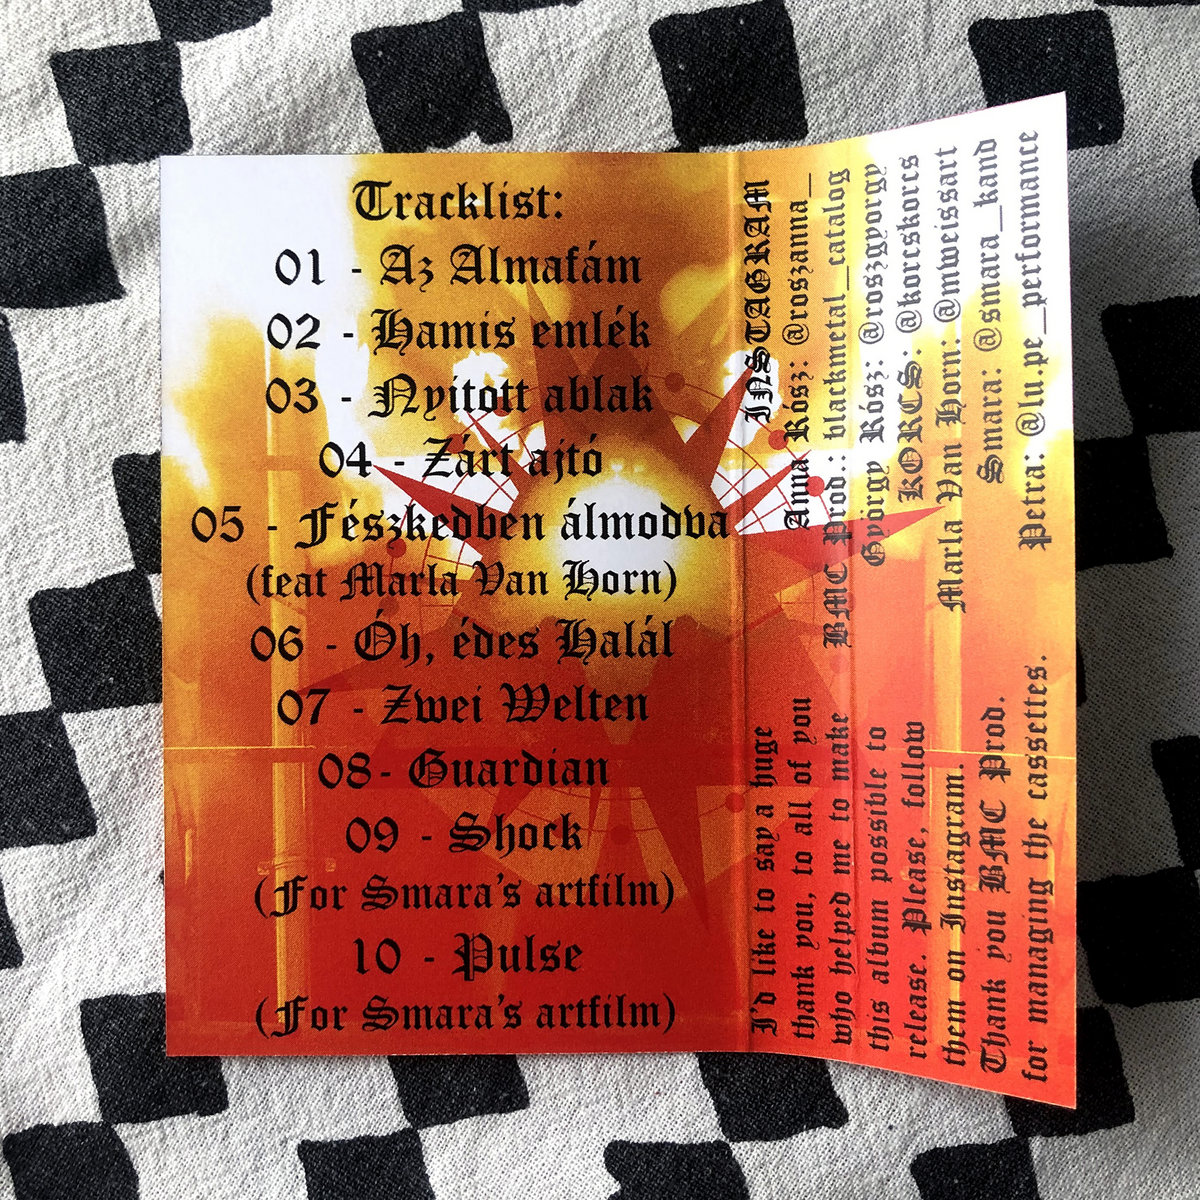 Tracklist:
01 - Az Almafám
02 - Hamis emlék
03 - Nyitott ablak
04 - Zárt ajtó
05 - Fészkedben álmodva
(feat Marla Van Horn)
06 - Óh, édes Halál
07 - Zwei Welten
08- Guardian
09 - Shock
(For Smara's artfilm)
10 - Pulse
(For Smara's artfilm)
I'd like to say a huge
thank you, to all of you
who helped me to make
this album possible to
release. Please, follow
them on Instagram.
Thank you BMC Prod.
for managing the cassettes.
INSTAGRAM
Anna Rósz: @roszanna_
BMC Prod.: blackmetal_catalog
György Rósz: @roszgyorgy
KORCS: @korcskorcs
Marla Van Horn: @mweissart
Smara: @smara_kand
Petra: @lu.pe_performance